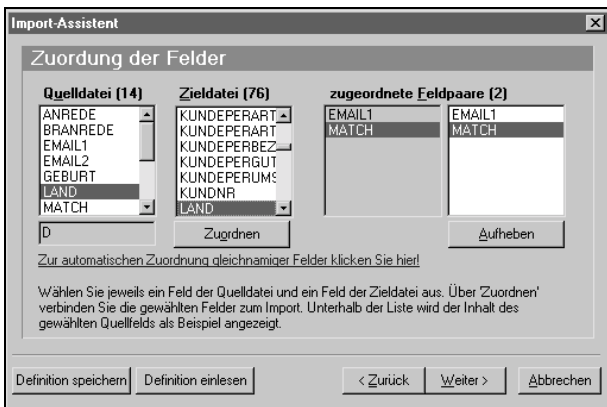 Import-Assistent
Zuordung der Felder
Quelldatei (14)
Zieldatei (76)
zugeordnete Feldpaare (2)
ANREDE
BRANREDE
EMAIL1
EMAIL2
GEBURT
LAND
MATCH
KUNDEPERART
KUNDEPERART
KUNDEPERBEZ
KUNDEPERGUT
KUNDEPERUMS
KUNDNR
LAND
EMAIL1
MATCH
EMAIL1
MATCH
D
Zuordnen
Aufheben
Zur automatischen Zuordnung gleichnamiger Felder klicken Sie hier!
Wählen Sie jeweils ein Feld der Quelldatei und ein Feld der Zieldatei aus. Über 'Zuordnen'
verbinden Sie die gewählten Felder zum Import. Unterhalb der Liste wird der Inhalt des
gewählten Quellfelds als Beispiel angezeigt.
Definition speichern
Definition einlesen
< Zurück
Weiter >
Abbrechen